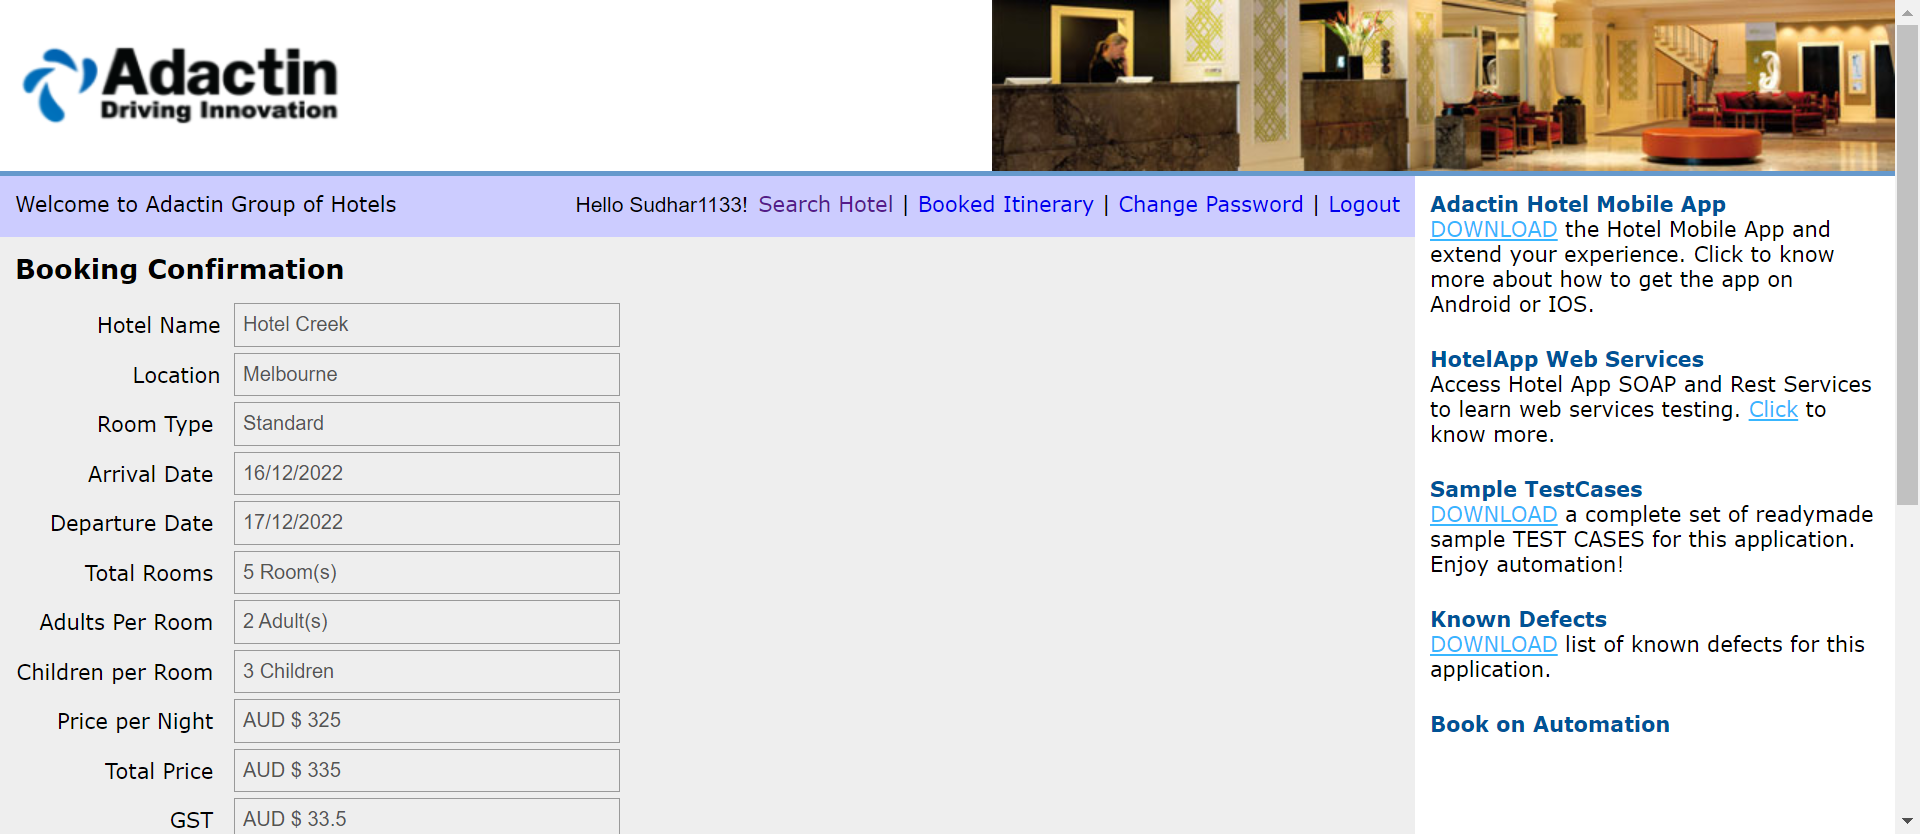 Adactin
Driving Innovation
Welcome to Adactin Group of Hotels
Hello Sudhar1133! Search Hotel | Booked Itinerary | Change Password | Logout
Booking Confirmation
Hotel Name Hotel Creek
Location Melbourne
Room Type Standard
Arrival Date 16/12/2022
Departure Date 17/12/2022
Total Rooms 5 Room(s)
Adults Per Room 2 Adult(s)
Children per Room 3 Children
Price per Night AUD $ 325
Total Price AUD $ 335
GST AUD $ 33.5
Adactin Hotel Mobile App
DOWNLOAD the Hotel Mobile App and
extend your experience. Click to know
more about how to get the app on
Android or IOS.
HotelApp Web Services
Access Hotel App SOAP and Rest Services
to learn web services testing. Click to
know more.
Sample TestCases
DOWNLOAD a complete set of readymade
sample TEST CASES for this application.
Enjoy automation!
Known Defects
DOWNLOAD list of known defects for this
application.
Book on Automation